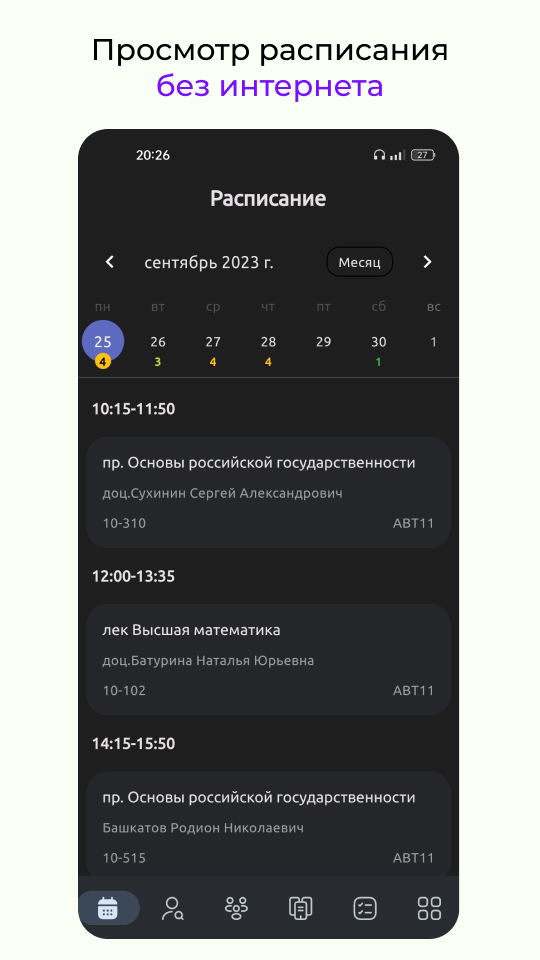 Просмотр расписания
без интернета
20:26
27
Расписание
сентябрь 2023 г.
Месяц
пн вт ср чт пт сб вс
25 26 27 28 29 30 1
4 3 4 4 1
10:15-11:50
пр. Основы российской государственности
доц.Сухинин Сергей Александрович
10-310 АВТ11
12:00-13:35
лек Высшая математика
доц.Батурина Наталья Юрьевна
10-102 АВТ11
14:15-15:50
пр. Основы российской государственности
Башкатов Родион Николаевич
10-515 АВТ11